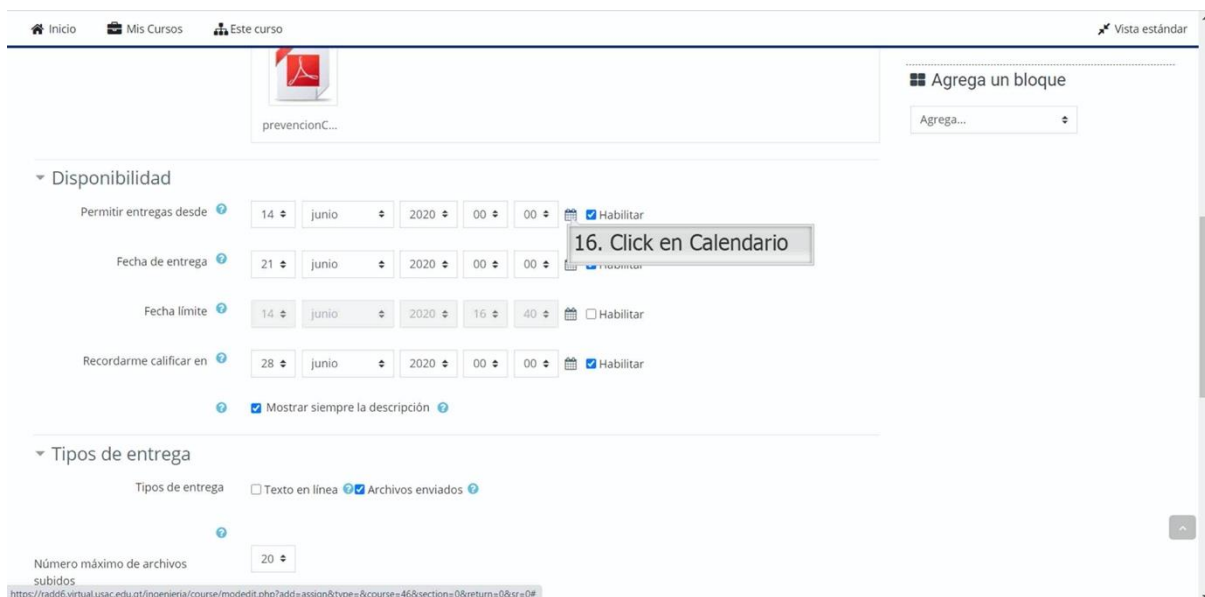 Inicio Mis Cursos Este curso Vista estándar
prevencionC...
Agrega un bloque
Agrega...
Disponibilidad
Permitir entregas desde 14 junio 2020 00 00 Habilitar
16. Click en Calendario
Fecha de entrega 21 junio 2020 00 00 Habilitar
Fecha límite 14 junio 2020 16 40 Habilitar
Recordarme calificar en 28 junio 2020 00 00 Habilitar
Mostrar siempre la descripción
Tipos de entrega
Tipos de entrega Texto en línea Archivos enviados
Número máximo de archivos
subidos
20
https://radd6.virtual.usac.edu.gt/ingenieria/course/modedit.php?add=assign&type=&course=46&section=0&return=0&sr=0#